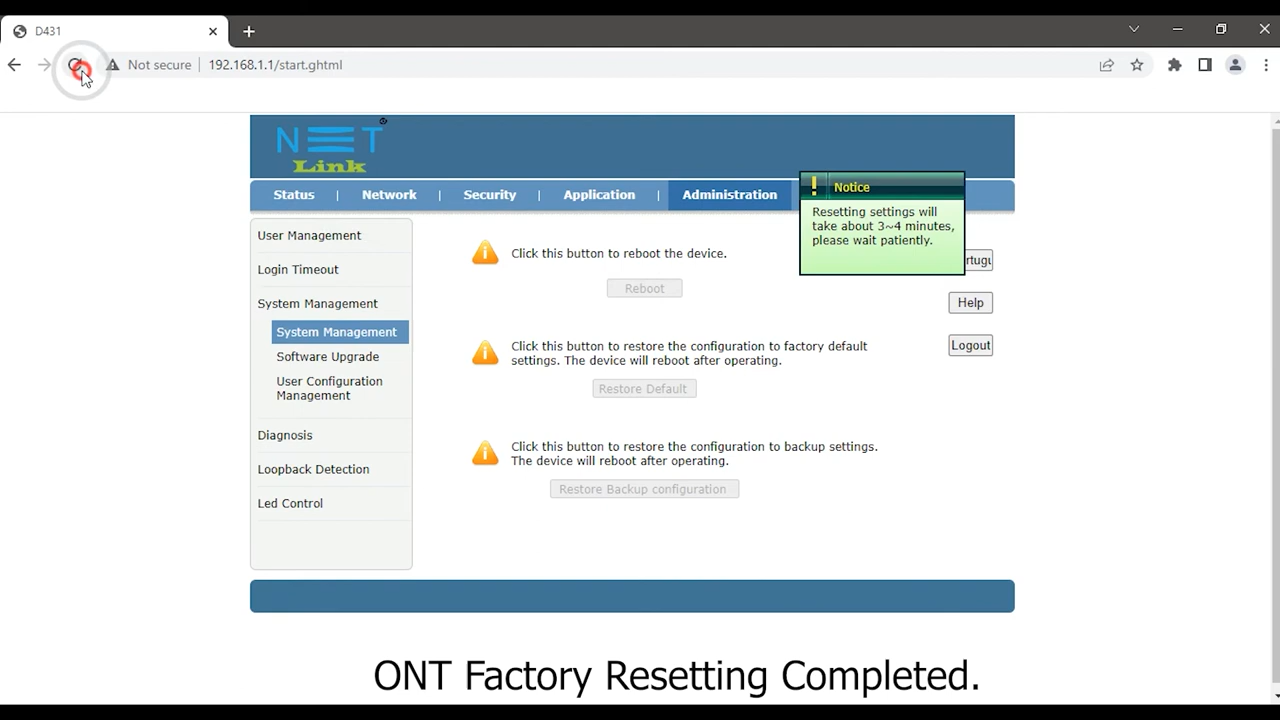 D431
Not secure
192.168.1.1/start.ghtml
NET
Link
Status | Network | Security | Application | Administration
Notice
Resetting settings will
take about 3~4 minutes,
please wait patiently.
rtugu
Help
Logout
User Management
Login Timeout
System Management
System Management
Software Upgrade
User Configuration
Management
Diagnosis
Loopback Detection
Led Control
Click this button to reboot the device.
Reboot
Click this button to restore the configuration to factory default
settings. The device will reboot after operating.
Restore Default
Click this button to restore the configuration to backup settings.
The device will reboot after operating.
Restore Backup configuration
ONT Factory Resetting Completed.